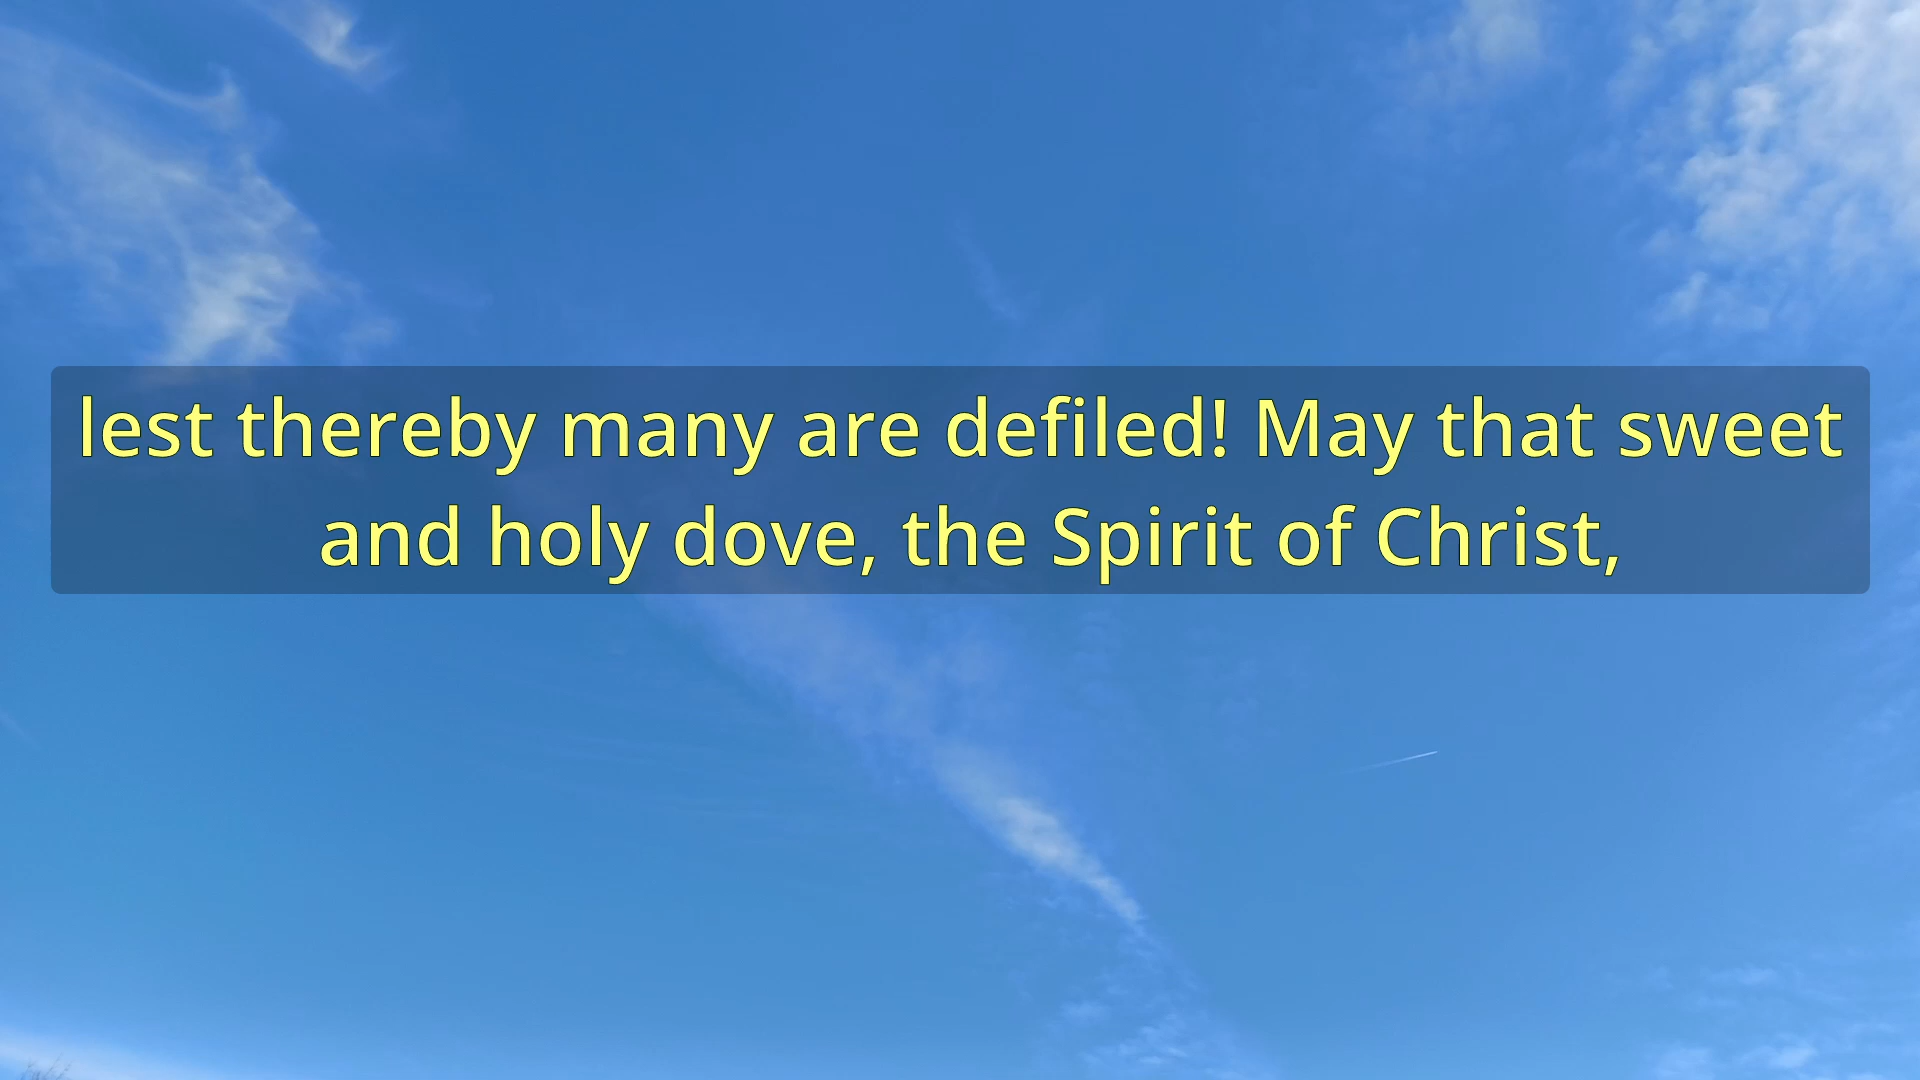 lest thereby many are defiled! May that sweet
and holy dove, the Spirit of Christ,